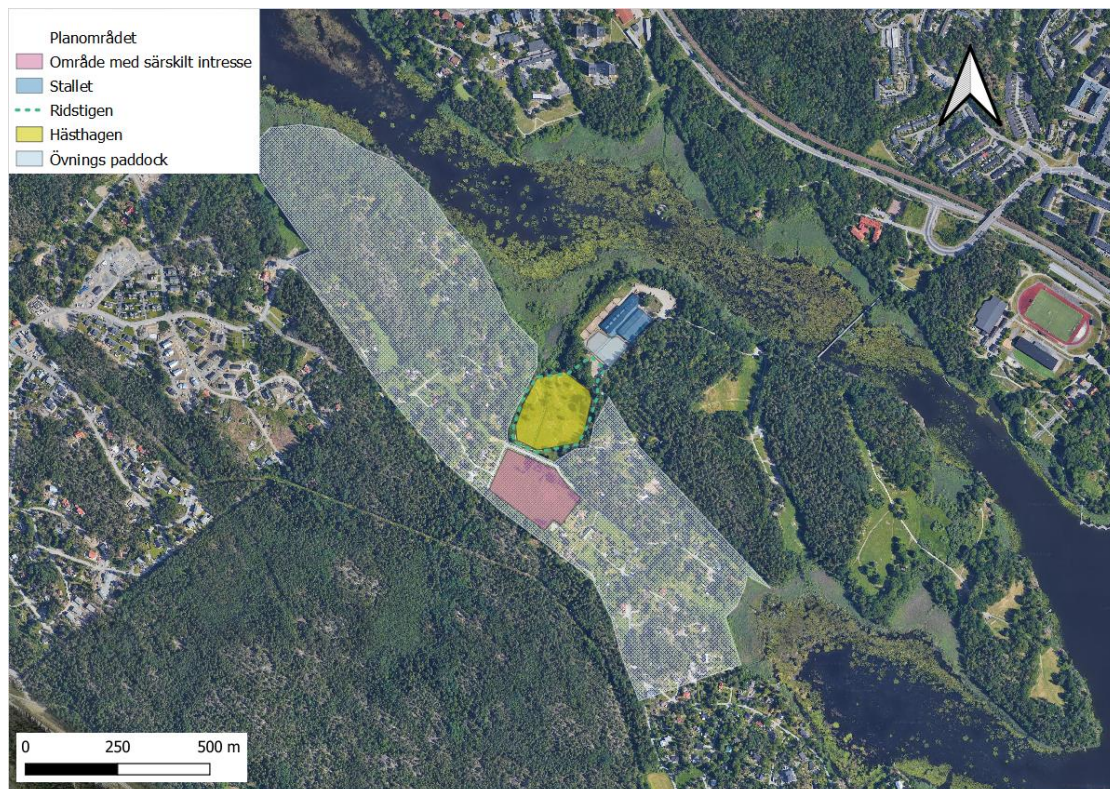 Planområdet
Område med särskilt intresse
Stallet
Ridstigen
Hästhagen
Övnings paddock
0 250 500 m